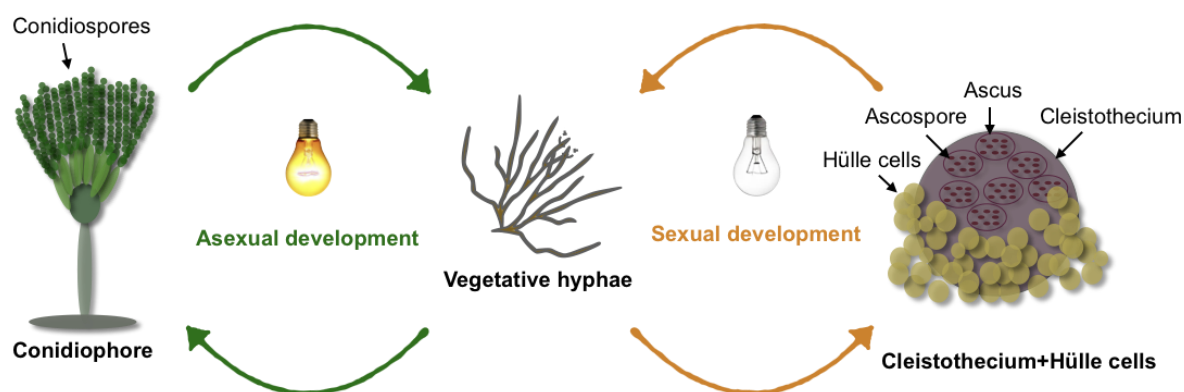 Conidiospores
Ascus
Ascospore
Cleistothecium
Hülle cells
Asexual development
Sexual development
Vegetative hyphae
Conidiophore
Cleistothecium+Hülle cells